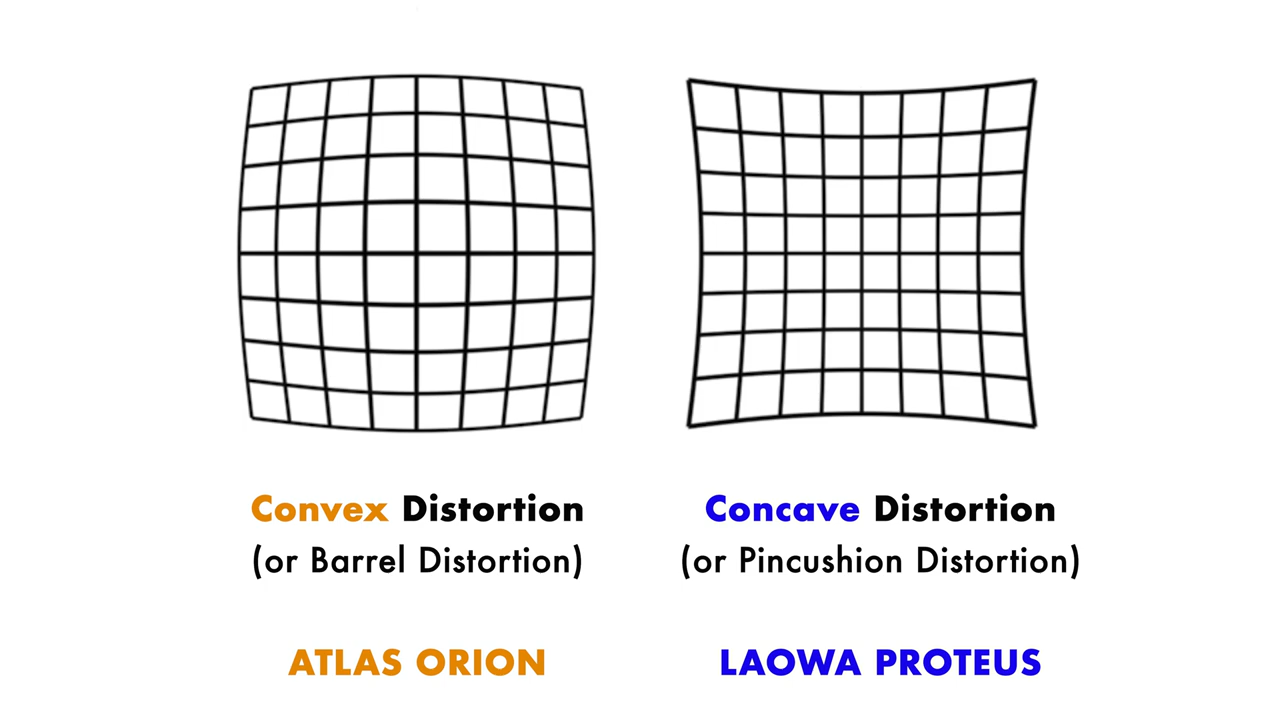 Convex Distortion
(or Barrel Distortion)
ATLAS ORION
Concave Distortion
(or Pincushion Distortion)
LAOWA PROTEUS